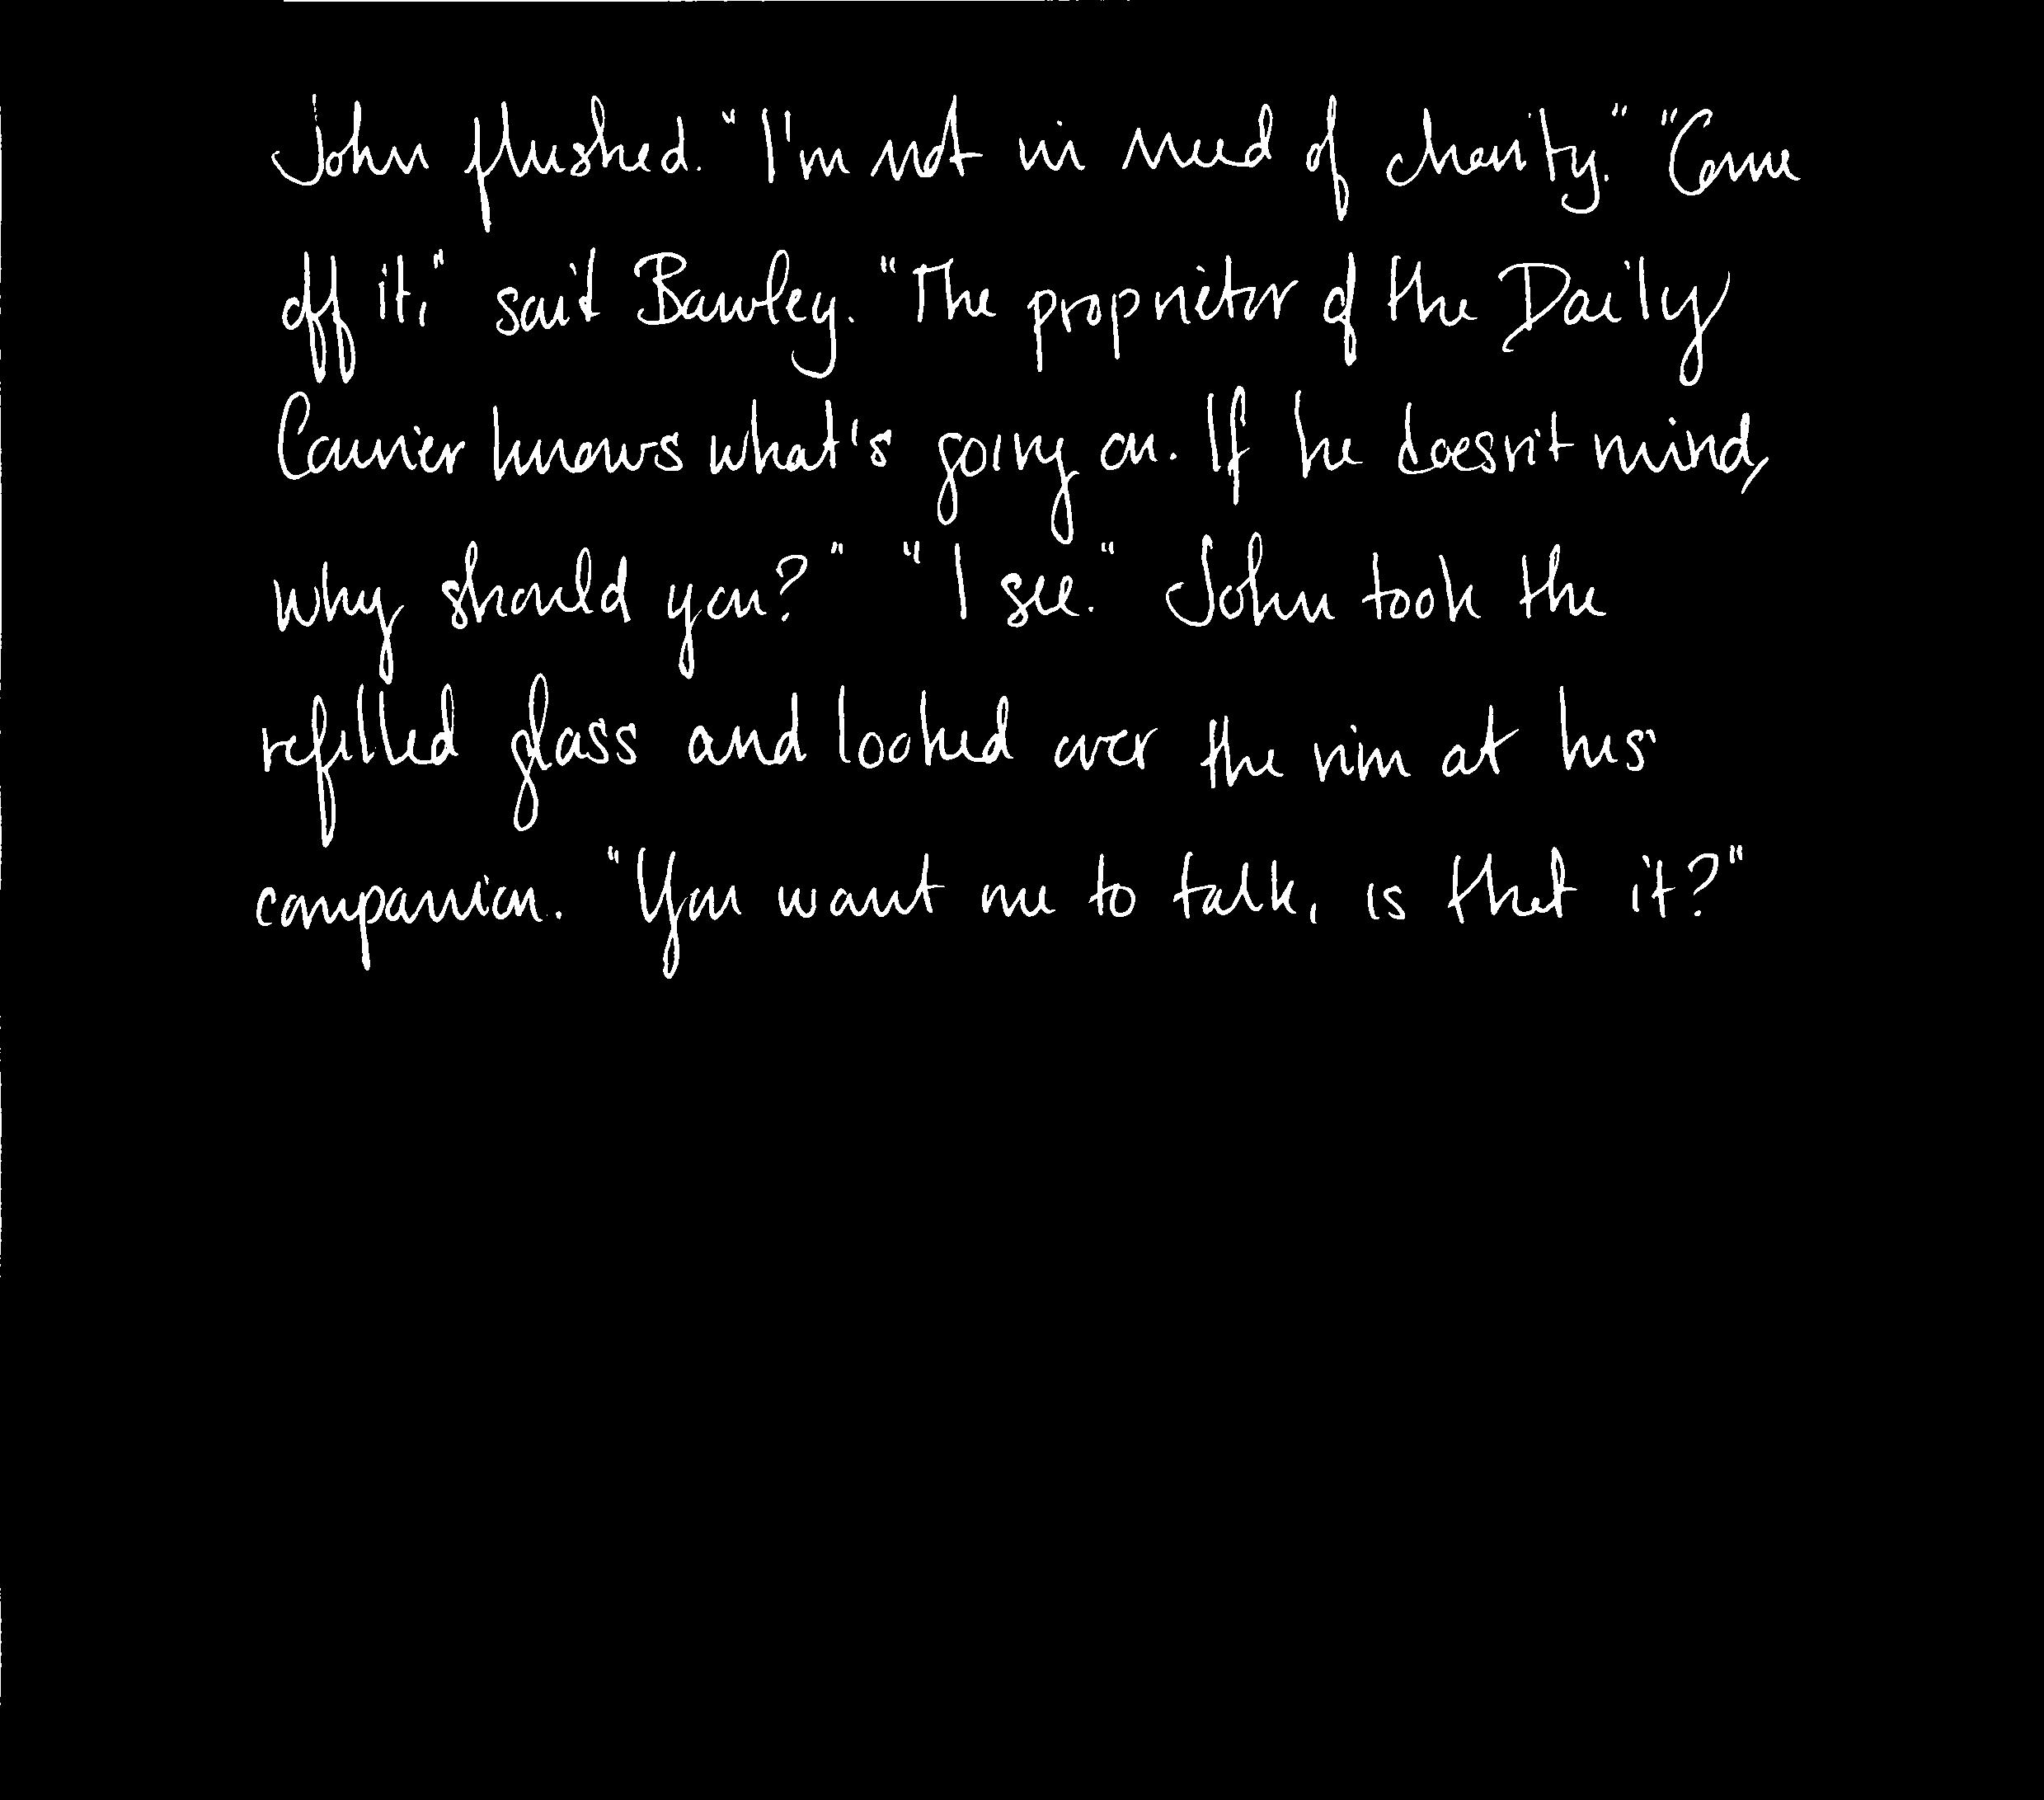 John flushed. "I'm not in need of charity." "Come
off it," said Bawley. "The proprietor of the Daily
Courier knows what's going on. If he doesn't mind,
why should you?" "I see." John took the
refilled glass and looked over the rim at his
companion. "You want me to talk, is that it?"